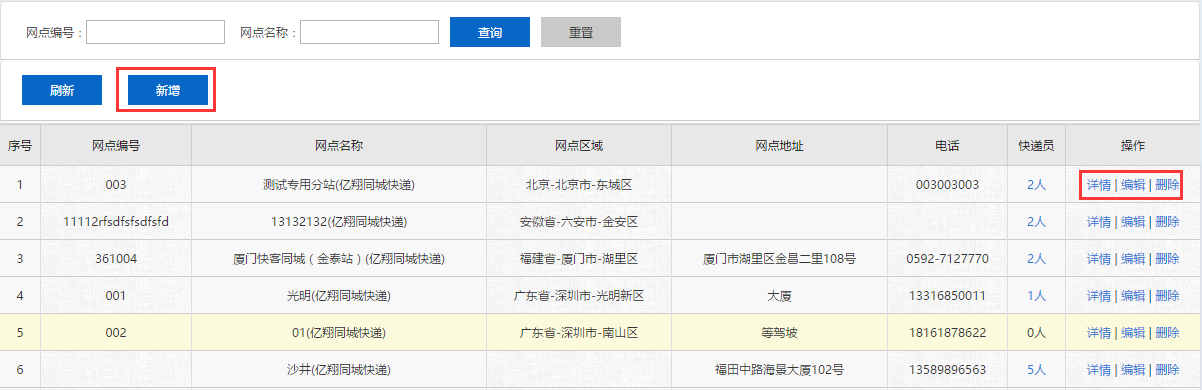 网点编号： 网点名称： 查询 重置
刷新 新增
序号 网点编号 网点名称 网点区域 网点地址 电话 快递员 操作
1 003 测试专用分站(亿翔同城快递) 北京-北京市-东城区 003003003 2人 详情 | 编辑 | 删除
2 11112rfsdfsfsdfsfd 13132132(亿翔同城快递) 安徽省-六安市-金安区 2人 详情 | 编辑 | 删除
3 361004 厦门快客同城（金泰站）(亿翔同城快递) 福建省-厦门市-湖里区 厦门市湖里区金昌二里108号 0592-7127770 2人 详情 | 编辑 | 删除
4 001 光明(亿翔同城快递) 广东省-深圳市-光明新区 大厦 13316850011 1人 详情 | 编辑 | 删除
5 002 01(亿翔同城快递) 广东省-深圳市-南山区 等驾坡 18161878622 0人 详情 | 编辑 | 删除
6 沙井(亿翔同城快递) 福田中路海景大厦102号 13589896563 5人 详情 | 编辑 | 删除